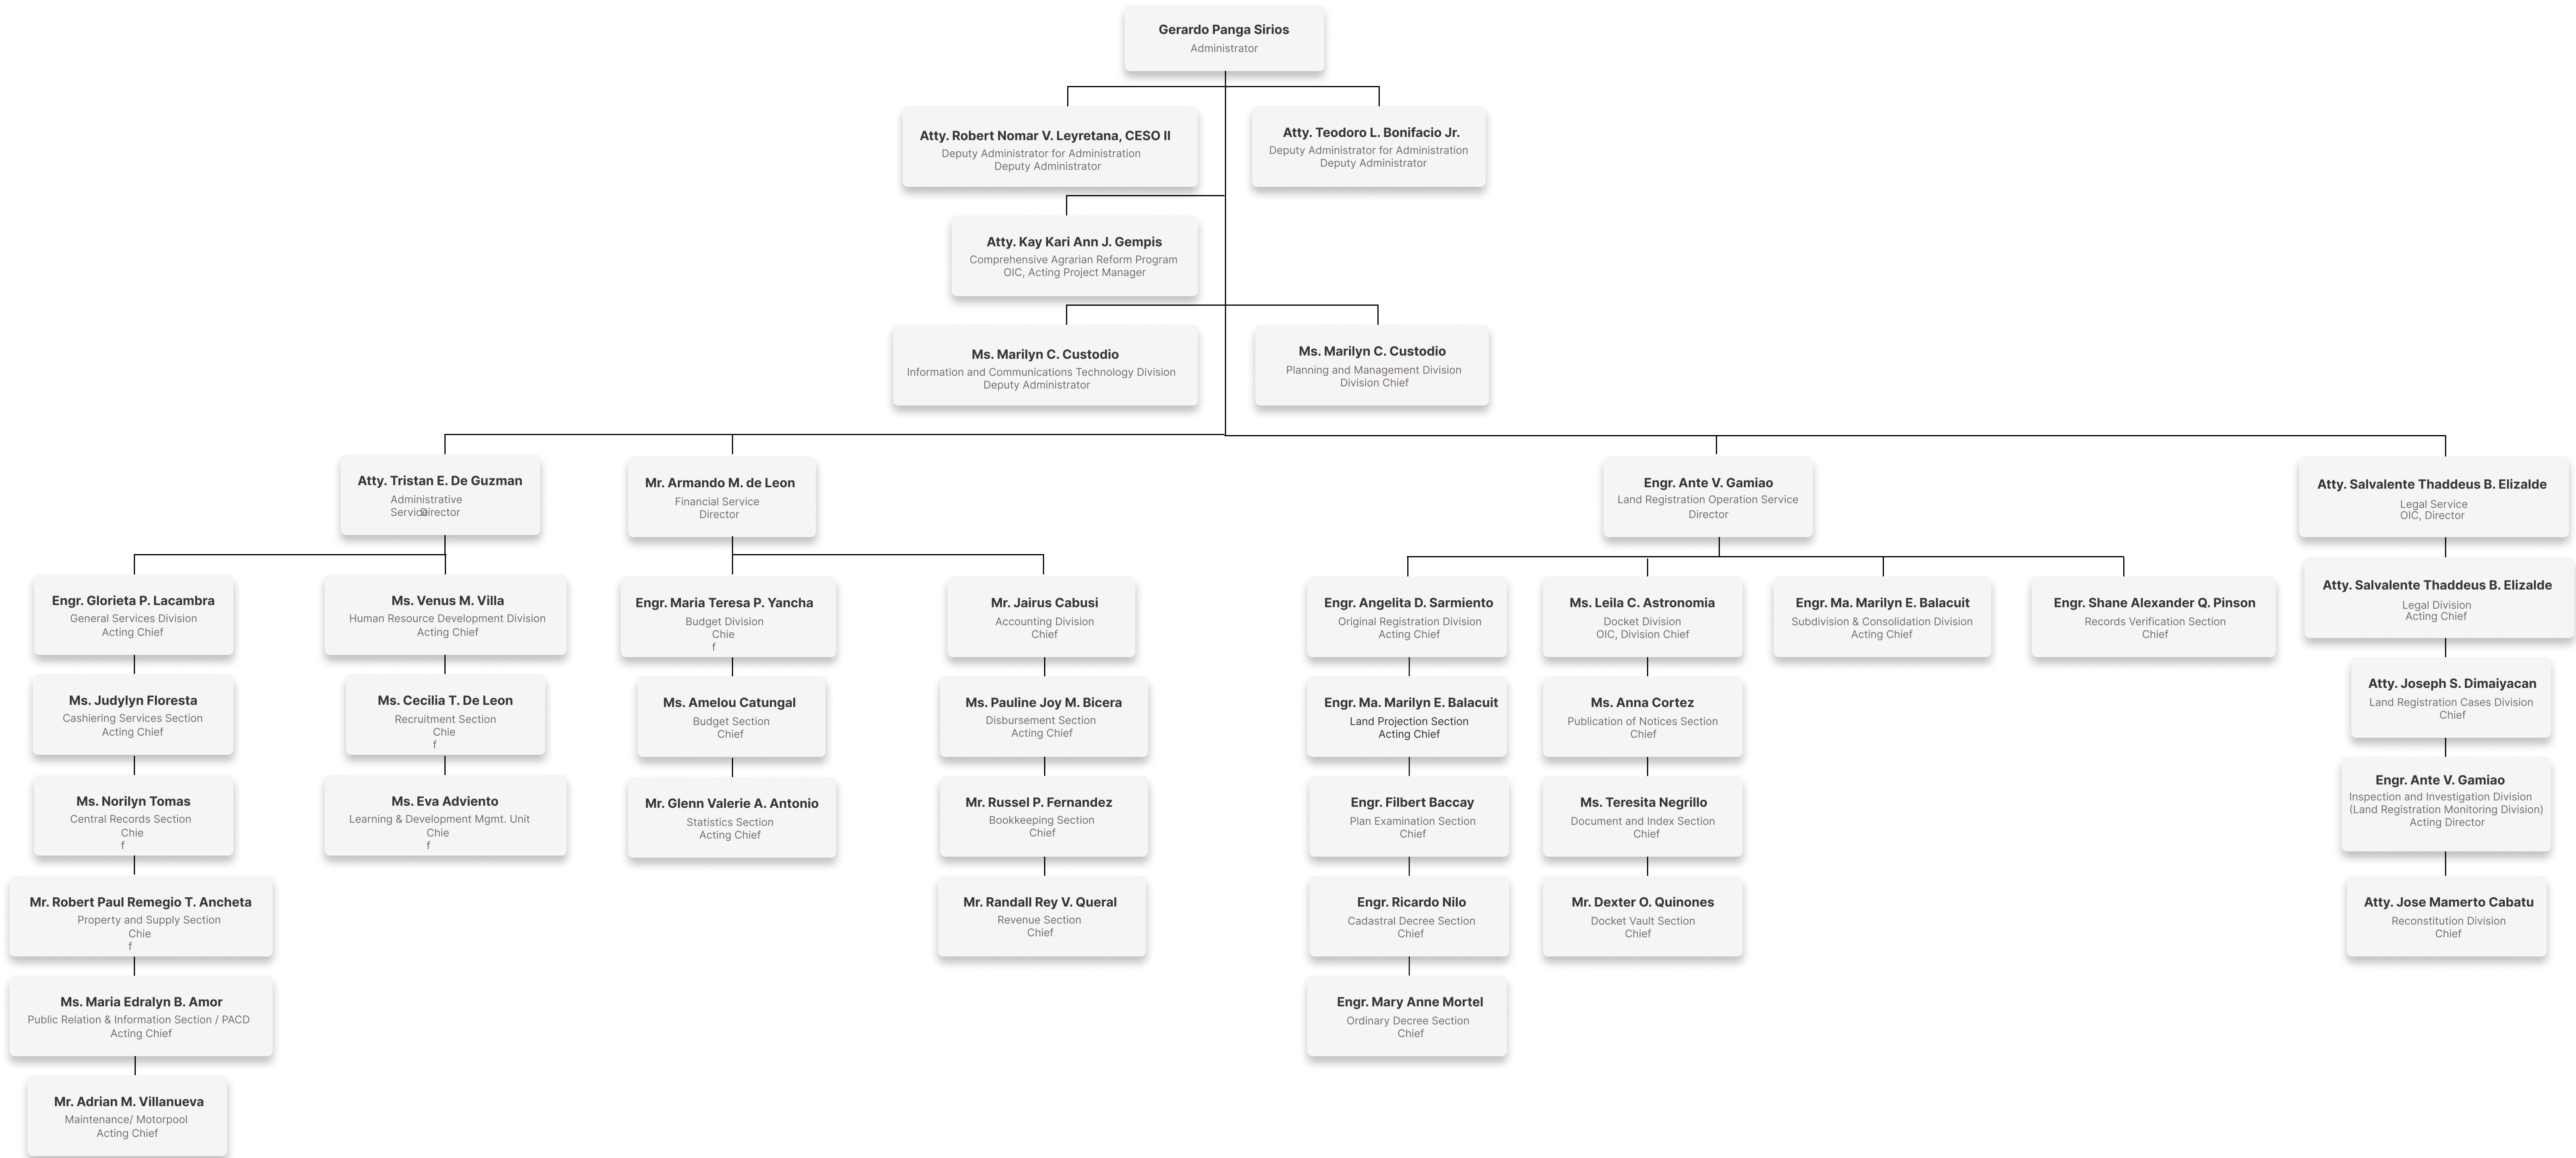 Gerardo Panga Sirios
Administrator
Atty. Robert Nomar V. Leyretana, CESO II
Deputy Administrator for Administration
Deputy Administrator
Atty. Teodoro L. Bonifacio Jr.
Deputy Administrator for Administration
Deputy Administrator
Atty. Kay Kari Ann J. Gempis
Comprehensive Agrarian Reform Program
OIC, Acting Project Manager
Ms. Marilyn C. Custodio
Information and Communications Technology Division
Deputy Administrator
Ms. Marilyn C. Custodio
Planning and Management Division
Division Chief
Atty. Tristan E. De Guzman
Administrative
Service
Director
Mr. Armando M. de Leon
Financial Service
Director
Engr. Ante V. Gamiao
Land Registration Operation Service
Director
Atty. Salvalente Thaddeus B. Elizalde
Legal Service
OIC, Director
Engr. Glorieta P. Lacambra
General Services Division
Acting Chief
Ms. Venus M. Villa
Human Resource Development Division
Acting Chief
Engr. Maria Teresa P. Yancha
Budget Division
Chie
f
Mr. Jairus Cabusi
Accounting Division
Chief
Engr. Angelita D. Sarmiento
Original Registration Division
Acting Chief
Ms. Leila C. Astronomia
Docket Division
OIC, Division Chief
Engr. Ma. Marilyn E. Balacuit
Subdivision & Consolidation Division
Acting Chief
Engr. Shane Alexander Q. Pinson
Records Verification Section
Chief
Atty. Salvalente Thaddeus B. Elizalde
Legal Division
Acting Chief
Ms. Judylyn Floresta
Cashiering Services Section
Acting Chief
Ms. Cecilia T. De Leon
Recruitment Section
Chie
f
Ms. Amelou Catungal
Budget Section
Chief
Ms. Pauline Joy M. Bicera
Disbursement Section
Acting Chief
Engr. Ma. Marilyn E. Balacuit
Land Projection Section
Acting Chief
Ms. Anna Cortez
Publication of Notices Section
Chief
Atty. Joseph S. Dimaiyacan
Land Registration Cases Division
Chief
Ms. Norilyn Tomas
Central Records Section
Chie
f
Ms. Eva Adviento
Learning & Development Mgmt. Unit
Chie
f
Mr. Glenn Valerie A. Antonio
Statistics Section
Acting Chief
Mr. Russel P. Fernandez
Bookkeeping Section
Chief
Engr. Filbert Baccay
Plan Examination Section
Chief
Ms. Teresita Negrillo
Document and Index Section
Chief
Engr. Ante V. Gamiao
Inspection and Investigation Division
(Land Registration Monitoring Division)
Acting Director
Mr. Robert Paul Remegio T. Ancheta
Property and Supply Section
Chie
f
Mr. Randall Rey V. Queral
Revenue Section
Chief
Engr. Ricardo Nilo
Cadastral Decree Section
Chief
Mr. Dexter O. Quinones
Docket Vault Section
Chief
Atty. Jose Mamerto Cabatu
Reconstitution Division
Chief
Ms. Maria Edralyn B. Amor
Public Relation & Information Section / PACD
Acting Chief
Engr. Mary Anne Mortel
Ordinary Decree Section
Chief
Mr. Adrian M. Villanueva
Maintenance/ Motorpool
Acting Chief